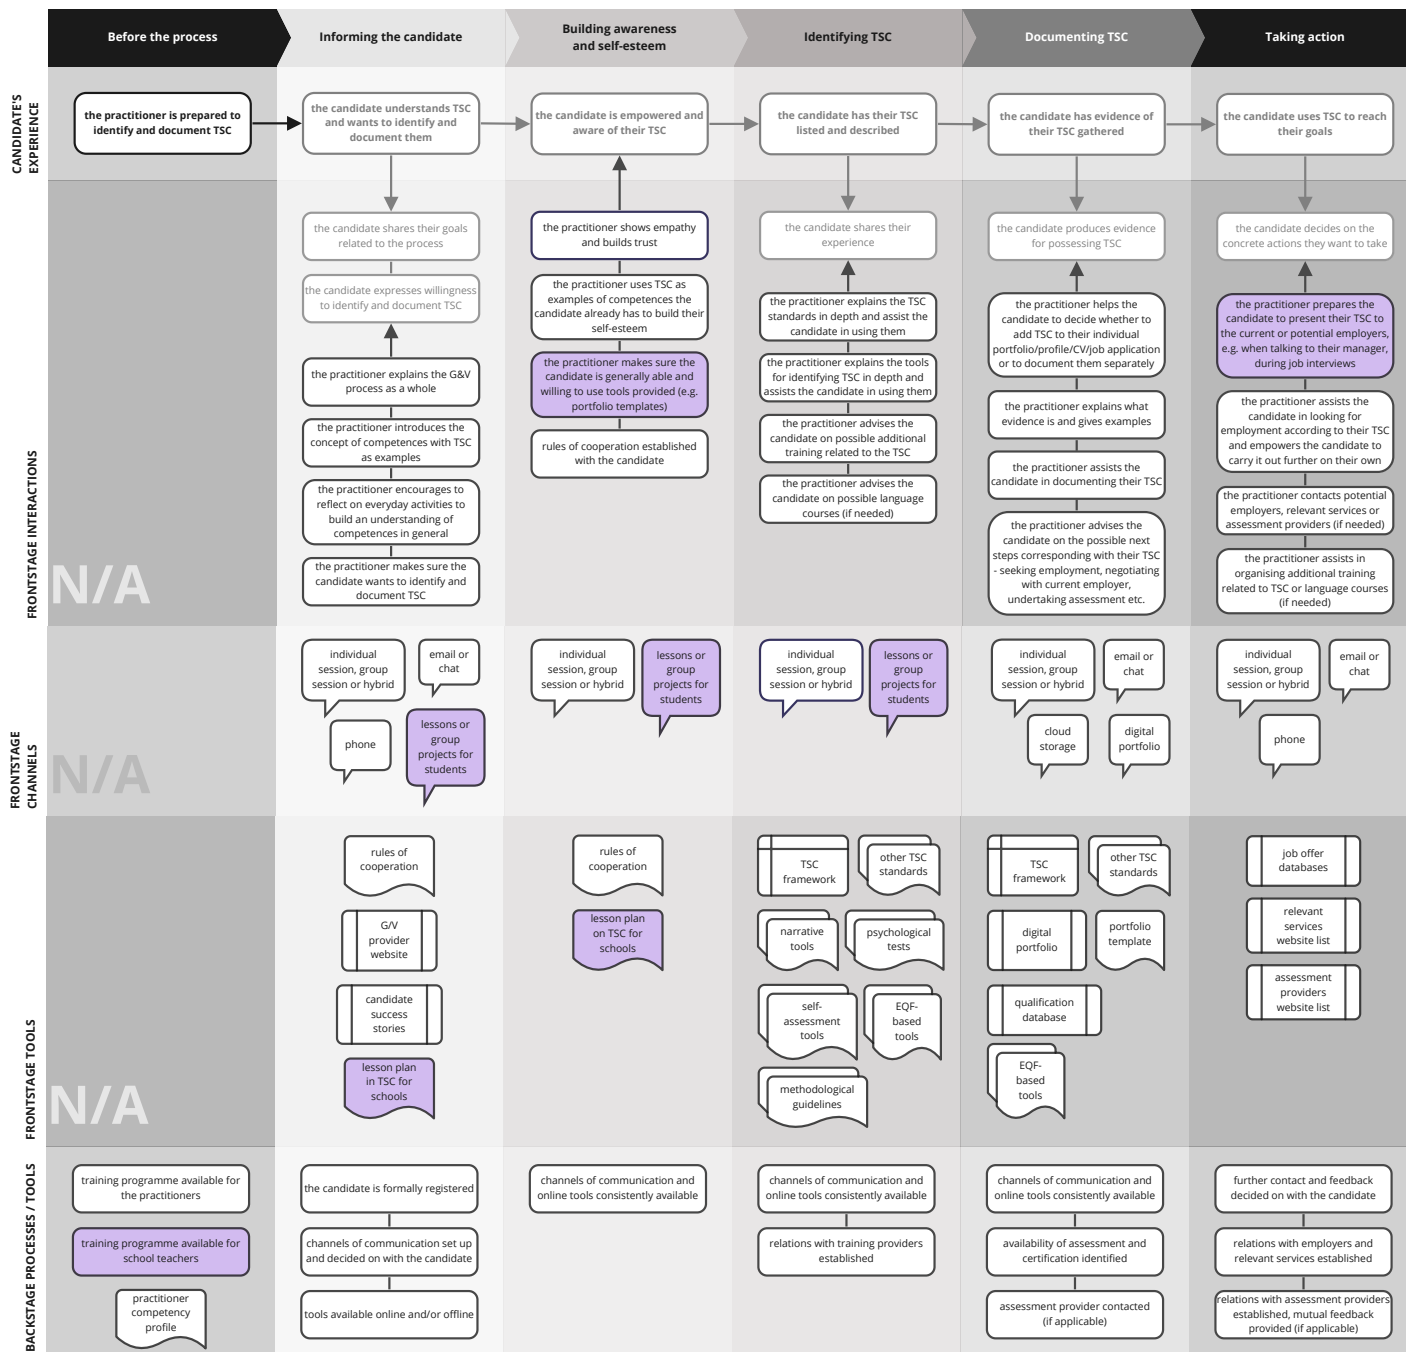 Before the process
Informing the candidate
Building awareness
and self-esteem
Identifying TSC
Documenting TSC
Taking action
CANDIDATE'S
EXPERIENCE
the practitioner is prepared to
identify and document TSC
the candidate understands TSC
and wants to identify and
document them
the candidate is empowered and
aware of their TSC
the candidate has their TSC
listed and described
the candidate has evidence of
their TSC gathered
the candidate uses TSC to reach
their goals
FRONTSTAGE INTERACTIONS
N/A
the candidate shares their goals
related to the process
the candidate expresses willingness
to identify and document TSC
the practitioner explains the G&V
process as a whole
the practitioner introduces the
concept of competences with TSC
as examples
the practitioner encourages to
reflect on everyday activities to
build an understanding of
competences in general
the practitioner makes sure the
candidate wants to identify and
document TSC
the practitioner shows empathy
and builds trust
the practitioner uses TSC as
examples of competences the
candidate already has to build their
self-esteem
the practitioner makes sure the
candidate is generally able and
willing to use tools provided (e.g.
portfolio templates)
rules of cooperation established
with the candidate
the candidate shares their
experience
the practitioner explains the TSC
standards in depth and assist the
candidate in using them
the practitioner explains the tools
for identifying TSC in depth and
assists the candidate in using them
the practitioner advises the
candidate on possible additional
training related to the TSC
the practitioner advises the
candidate on possible language
courses (if needed)
the candidate produces evidence
for possessing TSC
the practitioner helps the
candidate to decide whether to
add TSC to their individual
portfolio/profile/CV/job application
or to document them separately
the practitioner explains what
evidence is and gives examples
the practitioner assists the
candidate in documenting their TSC
the practitioner advises the
candidate on the possible next
steps corresponding with their TSC
- seeking employment, negotiating
with current employer,
undertaking assessment etc.
the candidate decides on the
concrete actions they want to take
the practitioner prepares the
candidate to present their TSC to
the current or potential employers,
e.g. when talking to their manager,
during job interviews
the practitioner assists the
candidate in looking for
employment according to their TSC
and empowers the candidate to
carry it out further on their own
the practitioner contacts potential
employers, relevant services or
assessment providers (if needed)
the practitioner assists in
organising additional training
related to TSC or language courses
(if needed)
FRONTSTAGE
CHANNELS
N/A
individual
session, group
session or hybrid
email or
chat
phone
lessons or
group
projects for
students
individual
session, group
session or hybrid
lessons or
group
projects for
students
individual
session, group
session or hybrid
lessons or
group
projects for
students
individual
session, group
session or hybrid
email or
chat
cloud
storage
digital
portfolio
individual
session, group
session or hybrid
email or
chat
phone
FRONTSTAGE TOOLS
N/A
rules of
cooperation
G/V
provider
website
candidate
success
stories
lesson plan
in TSC for
schools
rules of
cooperation
lesson plan
on TSC for
schools
TSC
framework
other TSC
standards
narrative
tools
psychological
tests
self-
assessment
tools
EQF-
based
tools
methodological
guidelines
TSC
framework
other TSC
standards
digital
portfolio
portfolio
template
qualification
database
EQF-
based
tools
job offer
databases
relevant
services
website list
assessment
providers
website list
BACKSTAGE PROCESSES / TOOLS
training programme available for
the practitioners
training programme available for
school teachers
practitioner
competency
profile
the candidate is formally registered
channels of communication set up
and decided on with the candidate
tools available online and/or offline
channels of communication and
online tools consistently available
channels of communication and
online tools consistently available
relations with training providers
established
channels of communication and
online tools consistently available
availability of assessment and
certification identified
assessment provider contacted
(if applicable)
further contact and feedback
decided on with the candidate
relations with employers and
relevant services established
relations with assessment providers
established, mutual feedback
provided (if applicable)